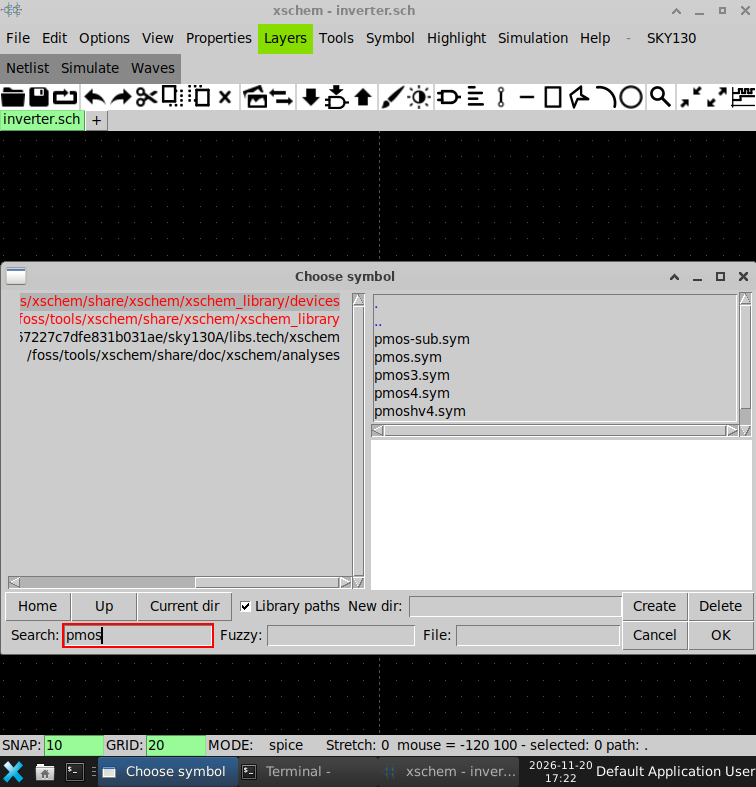 xschem - inverter.sch
File Edit Options View Properties Layers Tools Symbol Highlight Simulation Help - SKY130
Netlist Simulate Waves
inverter.sch +
Choose symbol
s/xschem/share/xschem/xschem_library/devices
foss/tools/xschem/share/xschem/xschem_library
67227c7dfe831b031ae/sky130A/libs.tech/xschem
/foss/tools/xschem/share/doc/xschem/analyses
.
..
pmos-sub.sym
pmos.sym
pmos3.sym
pmos4.sym
pmoshv4.sym
Home Up Current dir Library paths New dir: Create Delete
Search: pmos Fuzzy: File: Cancel OK
SNAP: 10 GRID: 20 MODE: spice Stretch: 0 mouse = -120 100 - selected: 0 path: .
Choose symbol Terminal - xschem - inver... 2026-11-20 Default Application User
17:22